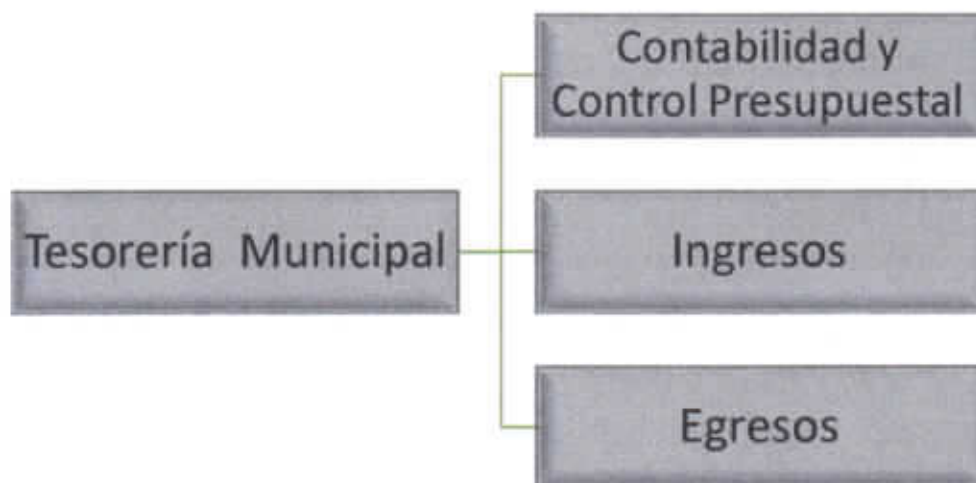 Contabilidad y
Control Presupuestal
Tesorería Municipal
Ingresos
Egresos